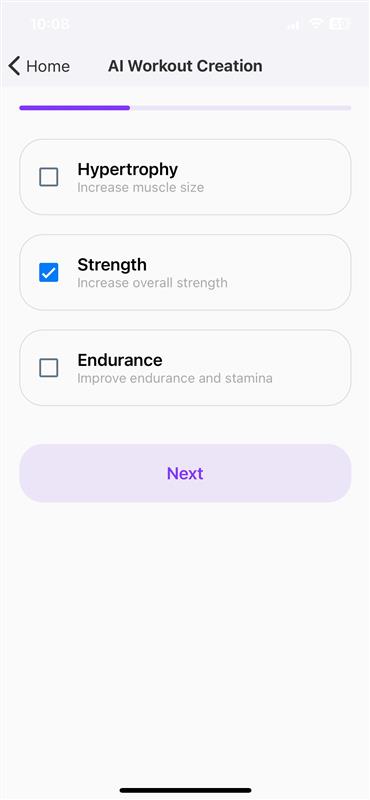 10:08
Home
AI Workout Creation
Hypertrophy
Increase muscle size
Strength
Increase overall strength
Endurance
Improve endurance and stamina
Next